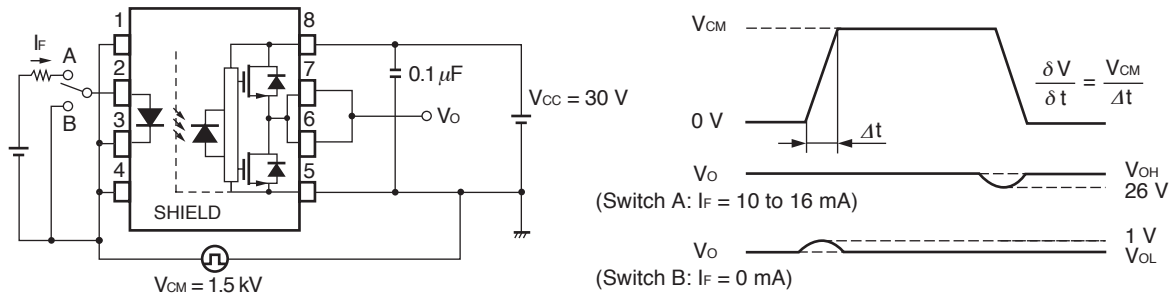 1
2
3
4
8
7
6
5
IF
A
B
SHIELD
0.1 μF
VCC = 30 V
VO
VCM = 1.5 kV
VCM
0 V
Δt
δV/δt = VCM/Δt
VO
VOH
26 V
(Switch A: IF = 10 to 16 mA)
VO
1 V
VOL
(Switch B: IF = 0 mA)